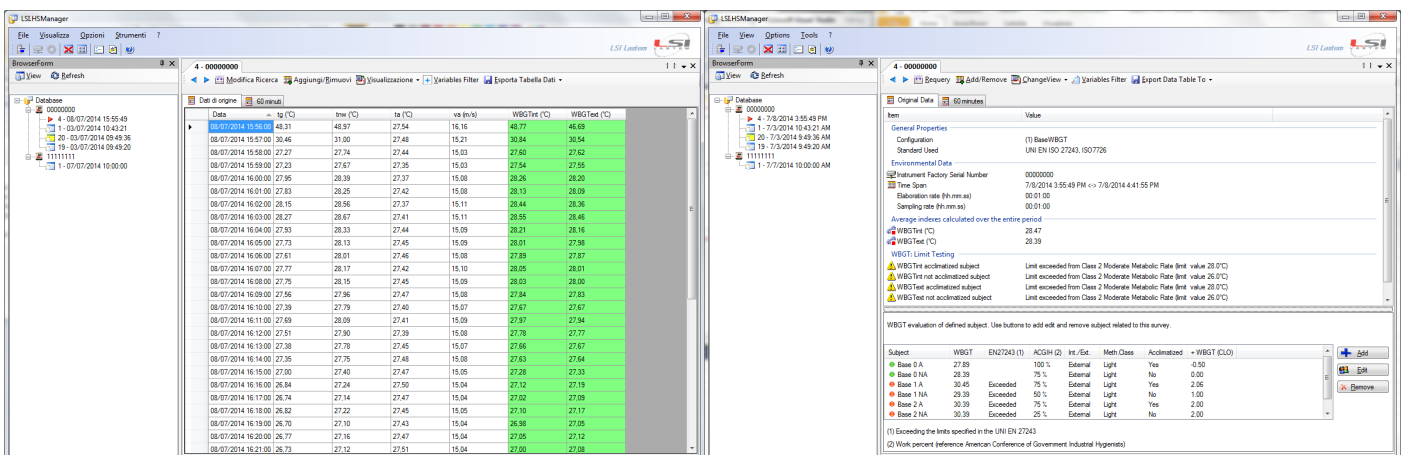 LSLHSManager
File Visualizza Opzioni Strumenti ?
LSI Lastem LSI
BrowserForm
View Refresh
Database
00000000
4 - 08/07/2014 15:55:49
1 - 03/07/2014 10:43:21
20 - 03/07/2014 09:49:36
19 - 03/07/2014 09:49:20
11111111
1 - 07/07/2014 10:00:00
4 - 00000000
Modifica Ricerca Aggiungi/Rimuovi Visualizzazione Variables Filter Esporta Tabella Dati
Dati di origine 60 minuti
Data tg (°C) tnw (°C) ta (°C) va (m/s) WBGTint (°C) WBGText (°C)
08/07/2014 15:56:00 48,31 48,97 27,54 16,16 48,77 46,69
08/07/2014 15:57:00 30,46 31,00 27,48 15,21 30,84 30,54
08/07/2014 15:58:00 27,27 27,74 27,44 15,03 27,60 27,62
08/07/2014 15:59:00 27,23 27,67 27,35 15,03 27,54 27,55
08/07/2014 16:00:00 27,95 28,39 27,37 15,08 28,26 28,20
08/07/2014 16:01:00 27,83 28,25 27,42 15,08 28,13 28,09
08/07/2014 16:02:00 28,15 28,56 27,37 15,11 28,44 28,36
08/07/2014 16:03:00 28,27 28,67 27,41 15,11 28,55 28,46
08/07/2014 16:04:00 27,93 28,33 27,44 15,09 28,21 28,16
08/07/2014 16:05:00 27,73 28,13 27,45 15,09 28,01 27,98
08/07/2014 16:06:00 27,61 28,01 27,46 15,08 27,89 27,87
08/07/2014 16:07:00 27,77 28,17 27,42 15,10 28,05 28,01
08/07/2014 16:08:00 27,75 28,15 27,45 15,09 28,03 28,00
08/07/2014 16:09:00 27,56 27,96 27,47 15,08 27,84 27,83
08/07/2014 16:10:00 27,39 27,79 27,40 15,07 27,67 27,67
08/07/2014 16:11:00 27,69 28,09 27,41 15,09 27,97 27,94
08/07/2014 16:12:00 27,51 27,90 27,39 15,08 27,78 27,77
08/07/2014 16:13:00 27,38 27,78 27,45 15,07 27,66 27,67
08/07/2014 16:14:00 27,35 27,75 27,48 15,08 27,63 27,64
08/07/2014 16:15:00 27,00 27,40 27,47 15,05 27,28 27,33
08/07/2014 16:16:00 26,84 27,24 27,50 15,04 27,12 27,19
08/07/2014 16:17:00 26,74 27,14 27,47 15,04 27,02 27,09
08/07/2014 16:18:00 26,82 27,22 27,45 15,05 27,10 27,17
08/07/2014 16:19:00 26,70 27,10 27,43 15,04 26,98 27,05
08/07/2014 16:20:00 26,77 27,16 27,47 15,04 27,05 27,12
08/07/2014 16:21:00 26,73 27,12 27,51 15,04 27,00 27,08
LSLHSManager
File View Options Tools ?
LSI Lastem LSI
BrowserForm
View Refresh
Database
00000000
4 - 7/8/2014 3:55:49 PM
1 - 7/3/2014 10:43:21 AM
20 - 7/3/2014 9:49:36 AM
19 - 7/3/2014 9:49:20 AM
11111111
1 - 7/7/2014 10:00:00 AM
4 - 00000000
Requery Add/Remove ChangeView Variables Filter Export Data Table To
Original Data 60 minutes
Item Value
General Properties
Configuration (1) BaseWBGT
Standard Used UNI EN ISO 27243, ISO7726
Environmental Data
Instrument Factory Serial Number 00000000
Time Span 7/8/2014 3:55:49 PM <-> 7/8/2014 4:41:55 PM
Elaboration rate (hh.mm.ss) 00:01:00
Sampling rate (hh.mm.ss) 00:01:00
Average indexes calculated over the entire period
WBGTint (°C) 28.47
WBGText (°C) 28.39
WBGT: Limit Testing
WBGTint acclimatized subject Limit exceeded from Class 2 Moderate Metabolic Rate (limit value 28.0°C)
WBGTint not acclimatized subject Limit exceeded from Class 2 Moderate Metabolic Rate (limit value 26.0°C)
WBGText acclimatized subject Limit exceeded from Class 2 Moderate Metabolic Rate (limit value 28.0°C)
WBGText not acclimatized subject Limit exceeded from Class 2 Moderate Metabolic Rate (limit value 26.0°C)
WBGT evaluation of defined subject. Use buttons to add edit and remove subject related to this survey.
Subject WBGT EN27243 (1) ACGIH (2) Int./Ext. Meth.Class Acclimatized + WBGT (CLO)
Base 0 A 27.89 100 % External Light Yes -0.50
Base 0 NA 28.39 75 % External Light No 0.00
Base 1 A 30.45 Exceeded 75 % External Light Yes 2.06
Base 1 NA 29.39 Exceeded 50 % External Light No 1.00
Base 2 A 30.39 Exceeded 75 % External Light Yes 2.00
Base 2 NA 30.39 Exceeded 25 % External Light No 2.00
Add
Edit
Remove
(1) Exceeding the limits specified in the UNI EN 27243
(2) Work percent (reference American Conference of Government Industrial Hygienists)